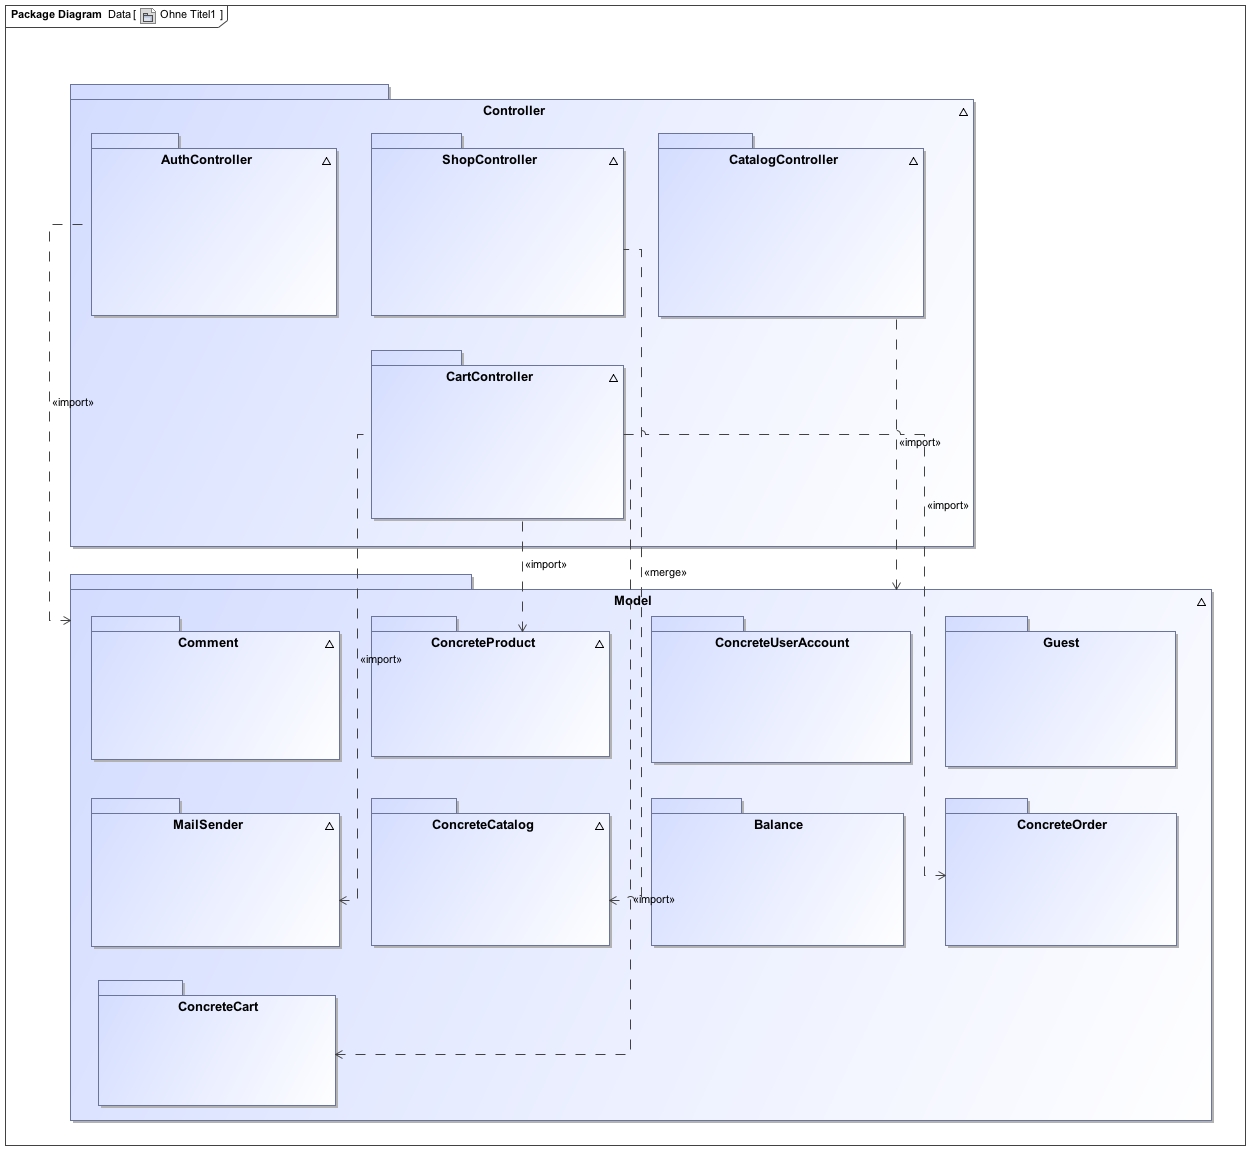 Package Diagram Data [ Ohne Titel1 ]
Controller
AuthController
ShopController
CatalogController
CartController
«import»
«import»
«import»
«import»
«merge»
Model
Comment
ConcreteProduct
ConcreteUserAccount
Guest
«import»
MailSender
ConcreteCatalog
Balance
ConcreteOrder
«import»
ConcreteCart